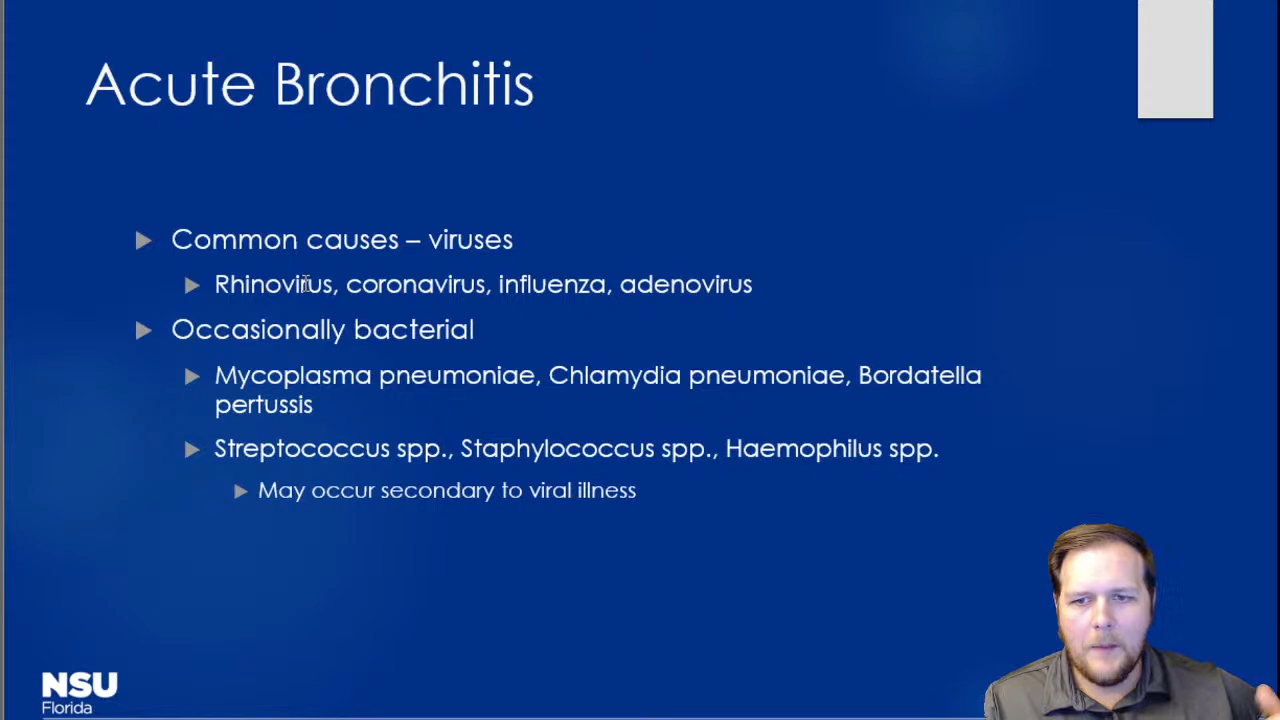 Acute Bronchitis
Common causes – viruses
Rhinovirus, coronavirus, influenza, adenovirus
Occasionally bacterial
Mycoplasma pneumoniae, Chlamydia pneumoniae, Bordatella
pertussis
Streptococcus spp., Staphylococcus spp., Haemophilus spp.
May occur secondary to viral illness
NSU
Florida